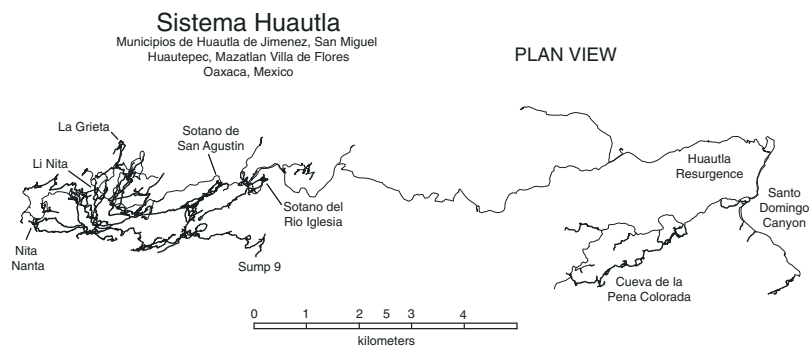 Sistema Huautla
Municipios de Huautla de Jimenez, San Miguel
Huautepec, Mazatlan Villa de Flores
Oaxaca, Mexico
PLAN VIEW
La Grieta
Li Nita
Sotano de
San Agustin
Nita
Nanta
Sotano del
Rio Iglesia
Sump 9
Huautla
Resurgence
Santo
Domingo
Canyon
Cueva de la
Pena Colorada
0 1 2 5 3 4
kilometers